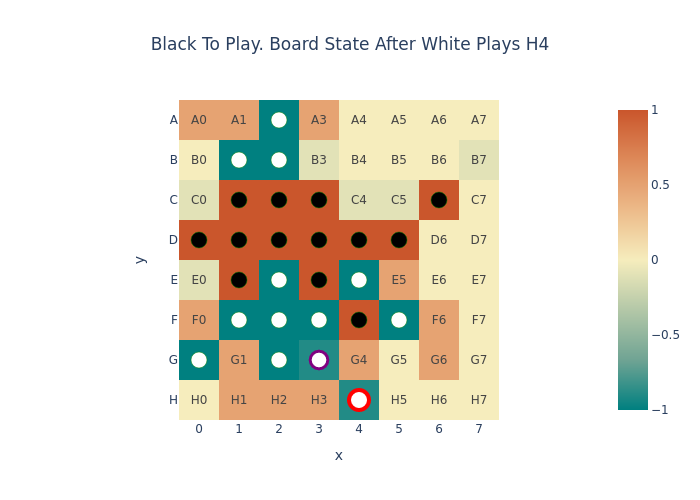 Black To Play. Board State After White Plays H4
A A0 A1 A3 A4 A5 A6 A7
B B0 B3 B4 B5 B6 B7
C C0 C4 C5 C7
D D6 D7
E E0 E5 E6 E7
F F0 F6 F7
G G1 G4 G5 G6 G7
H H0 H1 H2 H3 H5 H6 H7
0 1 2 3 4 5 6 7
x
y
1
0.5
0
−0.5
−1